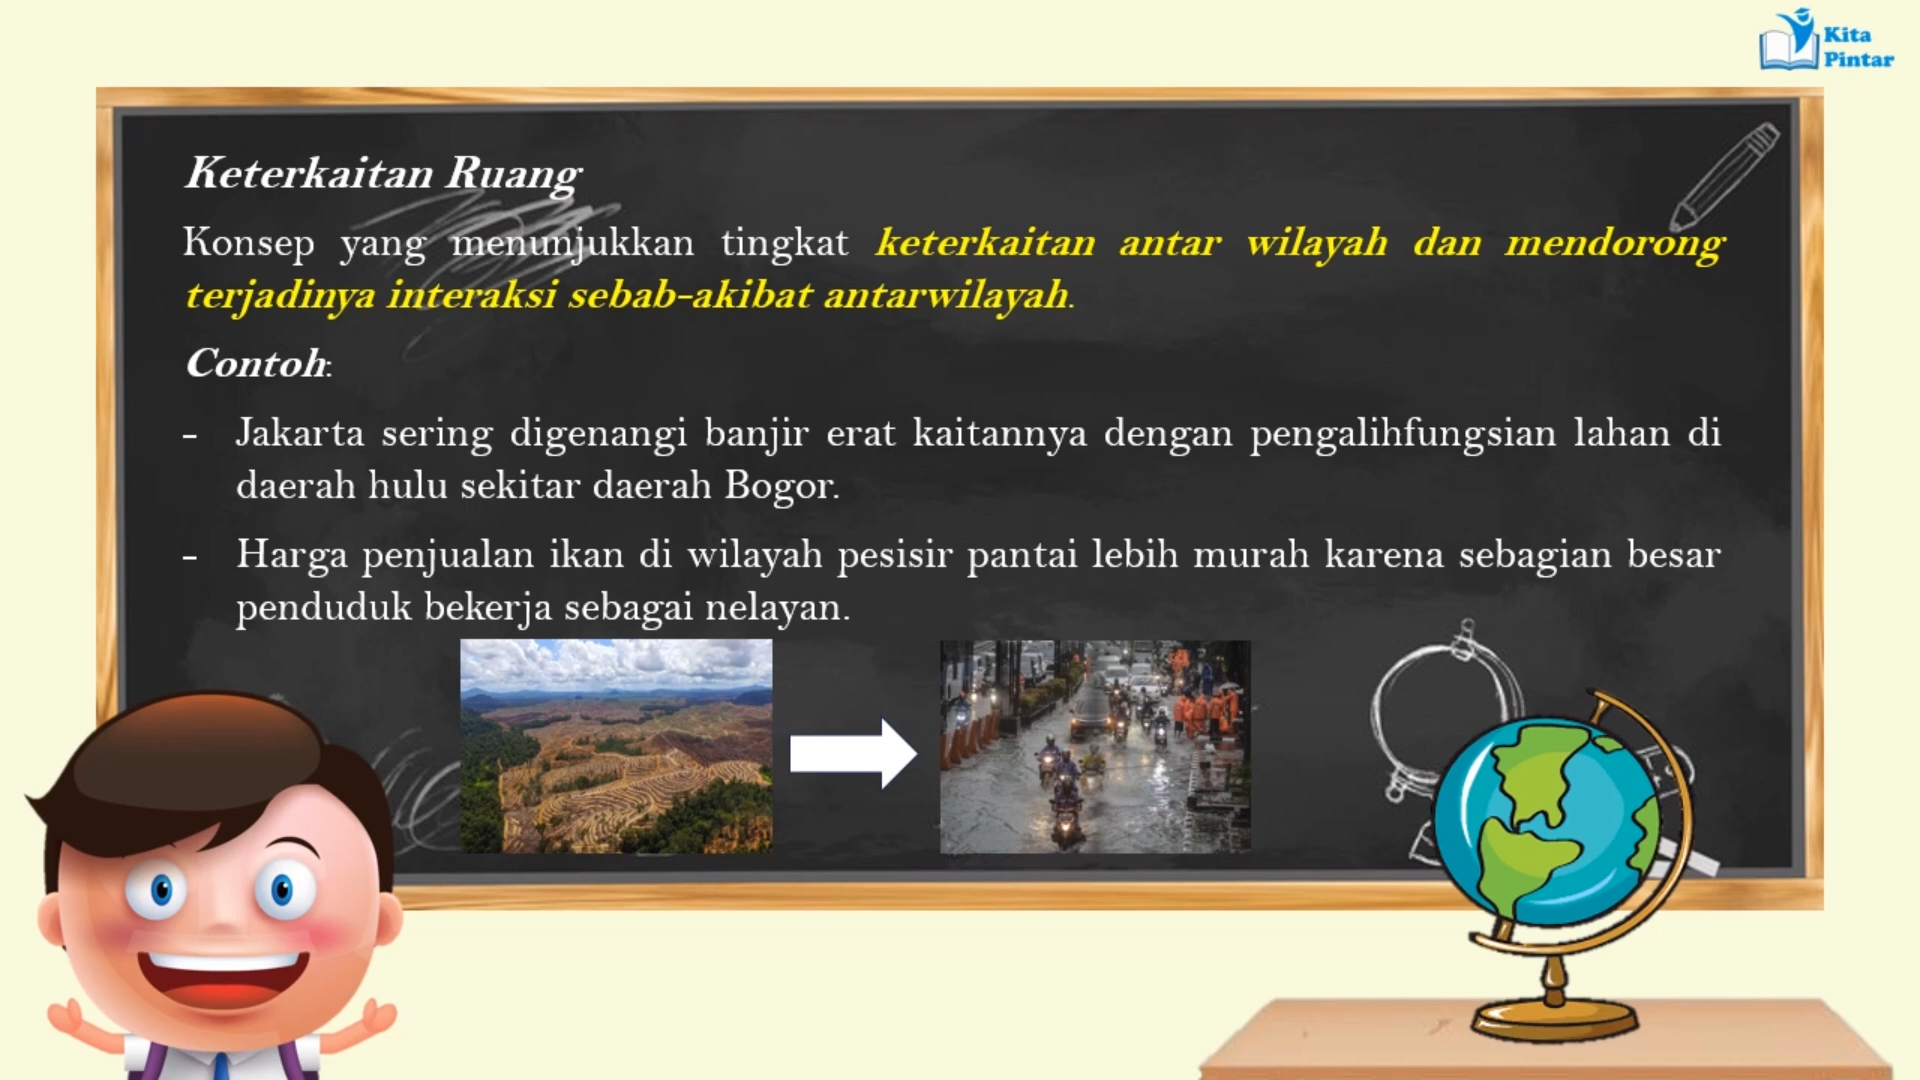 Kita
Pintar
Keterkaitan Ruang
Konsep yang menunjukkan tingkat keterkaitan antar wilayah dan mendorong
terjadinya interaksi sebab-akibat antarwilayah.
Contoh:
- Jakarta sering digenangi banjir erat kaitannya dengan pengalihfungsian lahan di
daerah hulu sekitar daerah Bogor.
- Harga penjualan ikan di wilayah pesisir pantai lebih murah karena sebagian besar
penduduk bekerja sebagai nelayan.